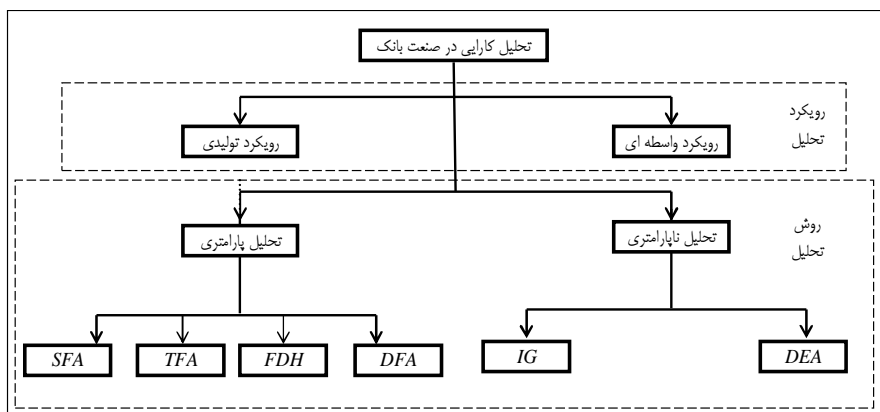 تحلیل کارایی در صنعت بانک
رویکرد
تحلیل
رویکرد واسطه ای
رویکرد تولیدی
روش
تحلیل
تحلیل ناپارامتری
تحلیل پارامتری
DEA
IG
DFA
FDH
TFA
SFA